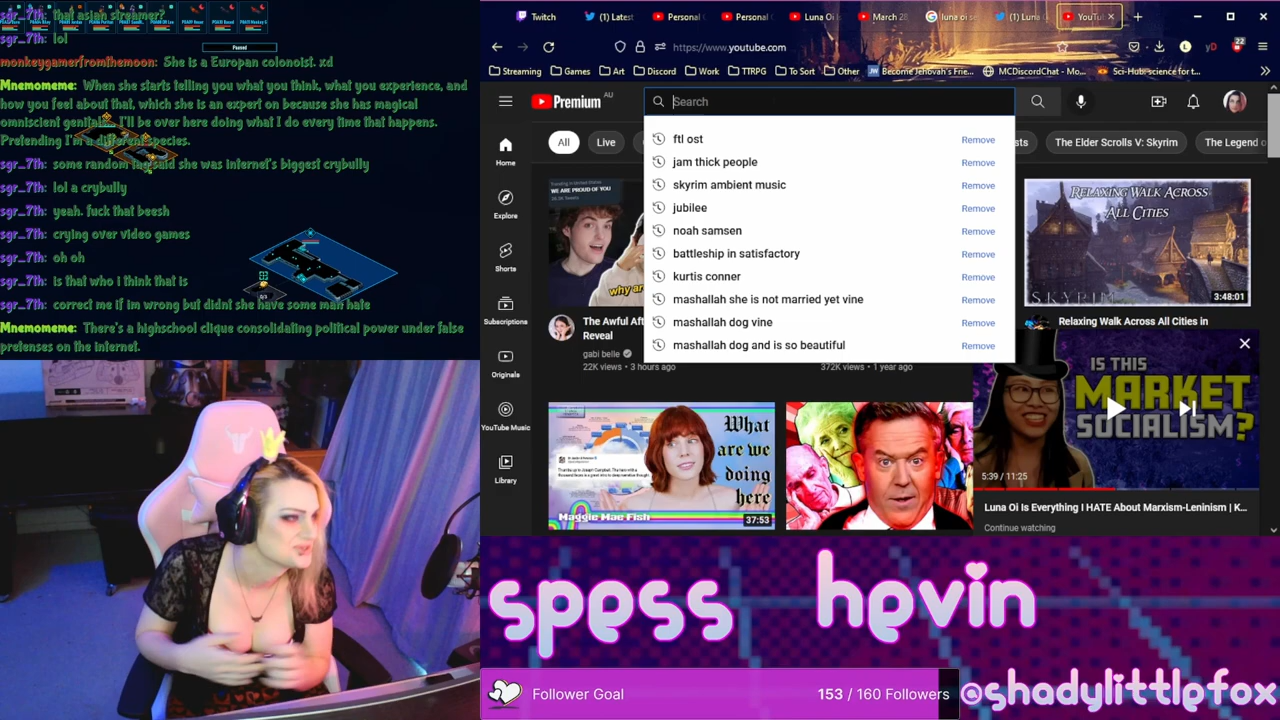 sgr_7th: that asian streamer?
Paused
sgr_7th: lol
monkeygamerfromthemoon: She is a Europan colonoist. xd
Mnemomeme: When she starts telling you what you think, what you experience, and
how you feel about that, which she is an expert on because she has magical
omniscient genitalia. I'll be over here doing what I do every time that happens.
Pretending I'm a different species.
sgr_7th: some random fag said she was internet's biggest crybully
sgr_7th: lol a crybully
sgr_7th: yeah. fuck that beesh
sgr_7th: crying over video games
sgr_7th: oh oh
sgr_7th: is that who i think that is
sgr_7th: correct me if im wrong but didnt she have some man hate
Mnemomeme: There's a highschool clique consolidating political power under false
pretenses on the internet.
Twitch
(1) Latest
Personal
Personal
Luna Oi
March 28
luna oi se
(1) Luna
YouTu
https://www.youtube.com
22
Streaming
Games
Art
Discord
Work
TTRPG
To Sort
Other
Become Jehovah's Frie...
MCDiscordChat - Mo...
Sci-Hub: science for t...
Premium
AU
Search
All
Live
The Elder Scrolls V: Skyrim
The Legend o
ftl ost
Remove
jam thick people
Remove
skyrim ambient music
Remove
jubilee
Remove
noah samsen
Remove
battleship in satisfactory
Remove
kurtis conner
Remove
mashallah she is not married yet vine
Remove
mashallah dog vine
Remove
mashallah dog and is so beautiful
Remove
Home
Explore
Shorts
Subscriptions
Originals
YouTube Music
Library
WE ARE PROUD OF YOU
why ar
The Awful Aft
Reveal
gabi belle
22K views • 3 hours ago
372K views • 1 year ago
RELAXING WALK ACROSS
ALL CITIES
SKYRIM
3:48:01
Relaxing Walk Across All Cities in
What
are we
doing
here
Maggie Mae Fish
37:53
IS THIS
MARKET
SOCIALISM?
5:39 / 11:25
Luna Oi Is Everything I HATE About Marxism-Leninism | K...
Continue watching
spess hevin
Follower Goal
153 / 160 Followers
@shadylittlefox